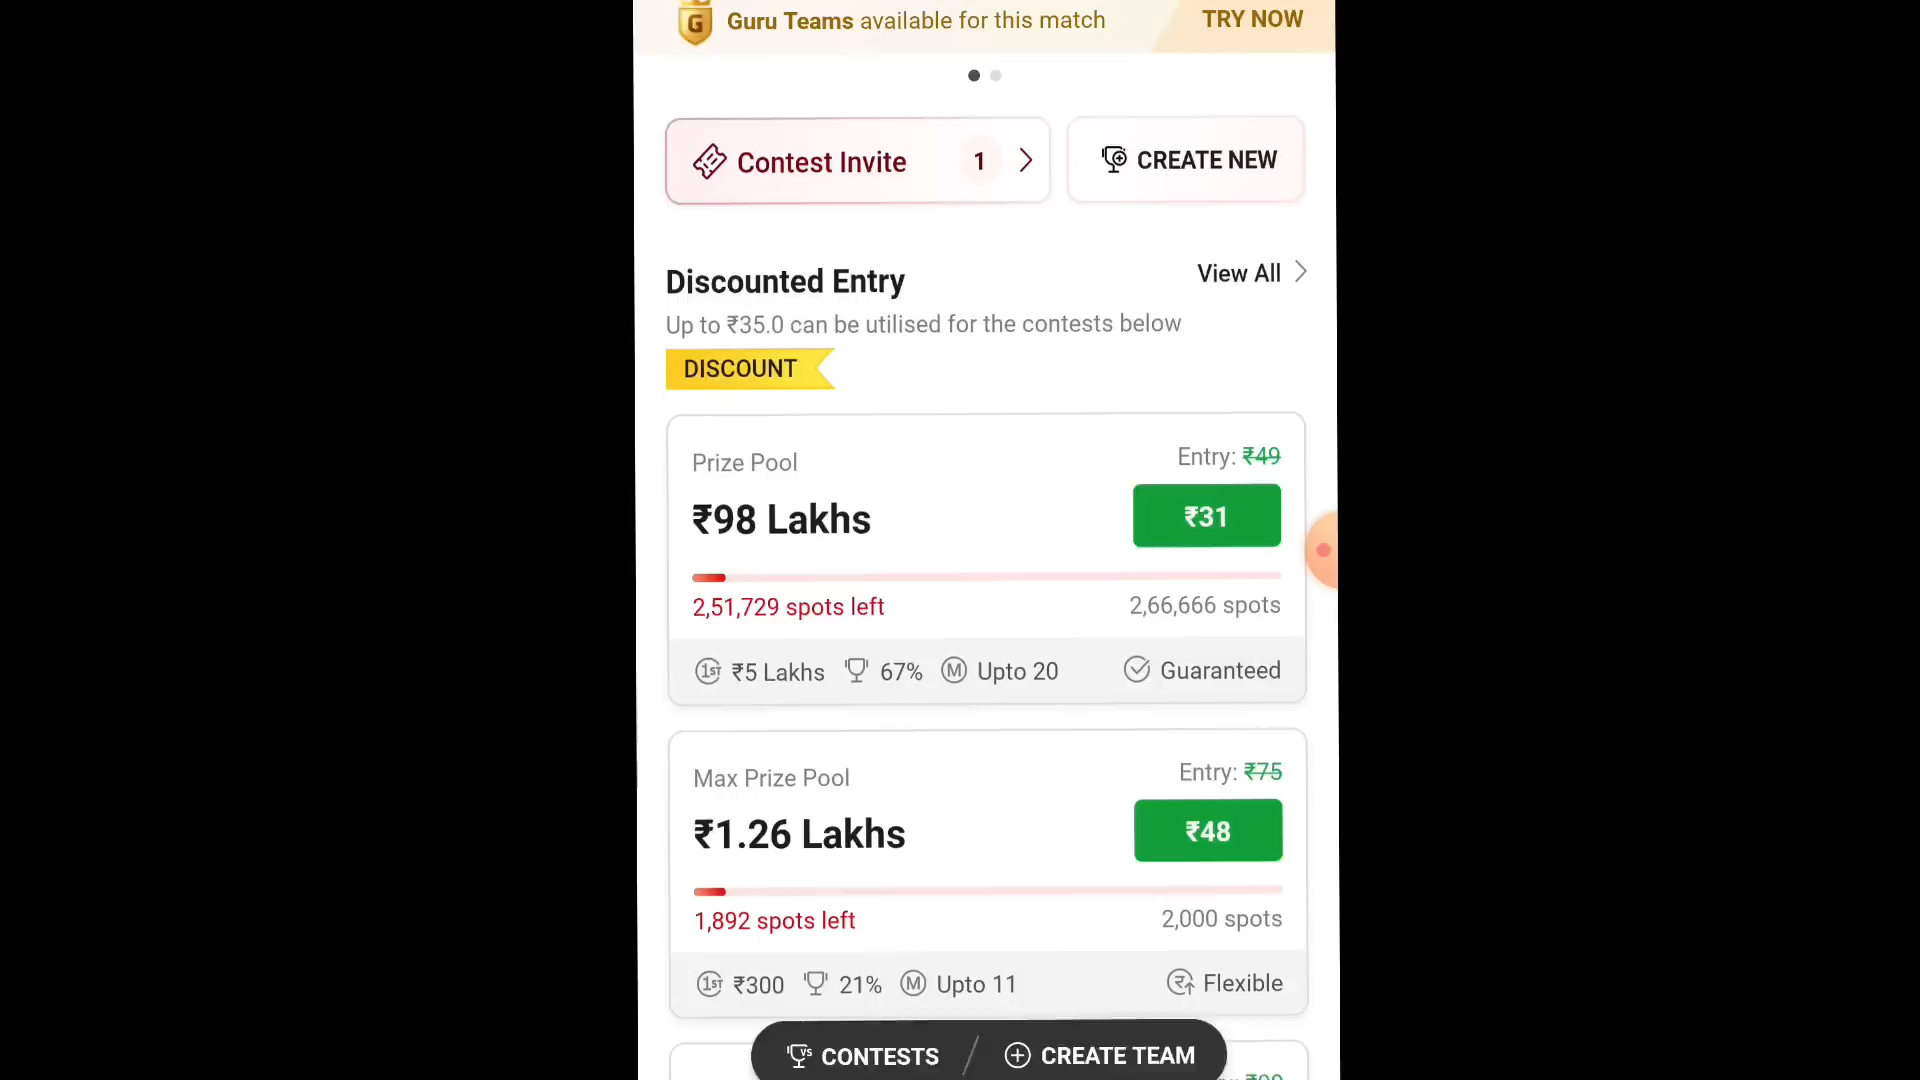 Guru Teams available for this match
TRY NOW
Contest Invite 1
CREATE NEW
Discounted Entry
View All
Up to ₹35.0 can be utilised for the contests below
DISCOUNT
Prize Pool
Entry: ₹49
₹98 Lakhs
₹31
2,51,729 spots left
2,66,666 spots
1ST ₹5 Lakhs 67% M Upto 20
Guaranteed
Max Prize Pool
Entry: ₹75
₹1.26 Lakhs
₹48
1,892 spots left
2,000 spots
1ST ₹300 21% M Upto 11
Flexible
VS CONTESTS
CREATE TEAM